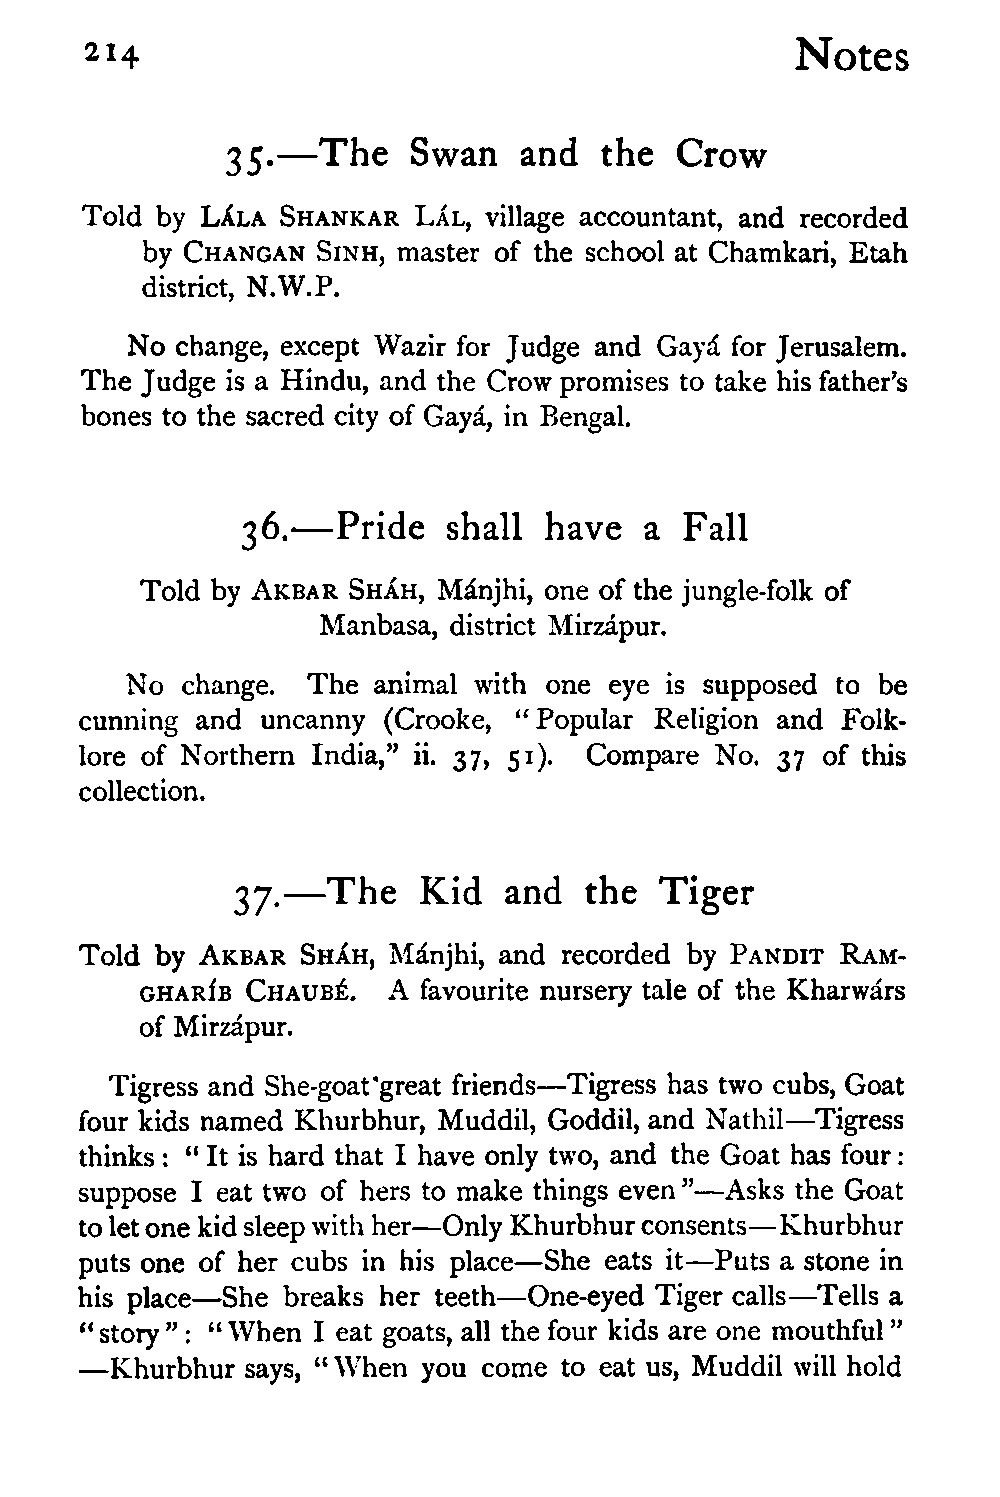 214 Notes
35.—The Swan and the Crow
Told by LÁLA SHANKAR LÁL, village accountant, and recorded
by CHANGAN SINH, master of the school at Chamkari, Etah
district, N.W.P.
No change, except Wazir for Judge and Gayá for Jerusalem.
The Judge is a Hindu, and the Crow promises to take his father's
bones to the sacred city of Gayá, in Bengal.
36.—Pride shall have a Fall
Told by AKBAR SHÁH, Mánjhi, one of the jungle-folk of
Manbasa, district Mirzápur.
No change. The animal with one eye is supposed to be
cunning and uncanny (Crooke, "Popular Religion and Folk-
lore of Northern India," ii. 37, 51). Compare No. 37 of this
collection.
37.—The Kid and the Tiger
Told by AKBAR SHÁH, Mánjhi, and recorded by PANDIT RAM-
GHARÍB CHAUBÉ. A favourite nursery tale of the Kharwárs
of Mirzápur.
Tigress and She-goat·great friends—Tigress has two cubs, Goat
four kids named Khurbhur, Muddil, Goddil, and Nathil—Tigress
thinks: "It is hard that I have only two, and the Goat has four:
suppose I eat two of hers to make things even"—Asks the Goat
to let one kid sleep with her—Only Khurbhur consents—Khurbhur
puts one of her cubs in his place—She eats it—Puts a stone in
his place—She breaks her teeth—One-eyed Tiger calls—Tells a
"story": "When I eat goats, all the four kids are one mouthful"
—Khurbhur says, "When you come to eat us, Muddil will hold